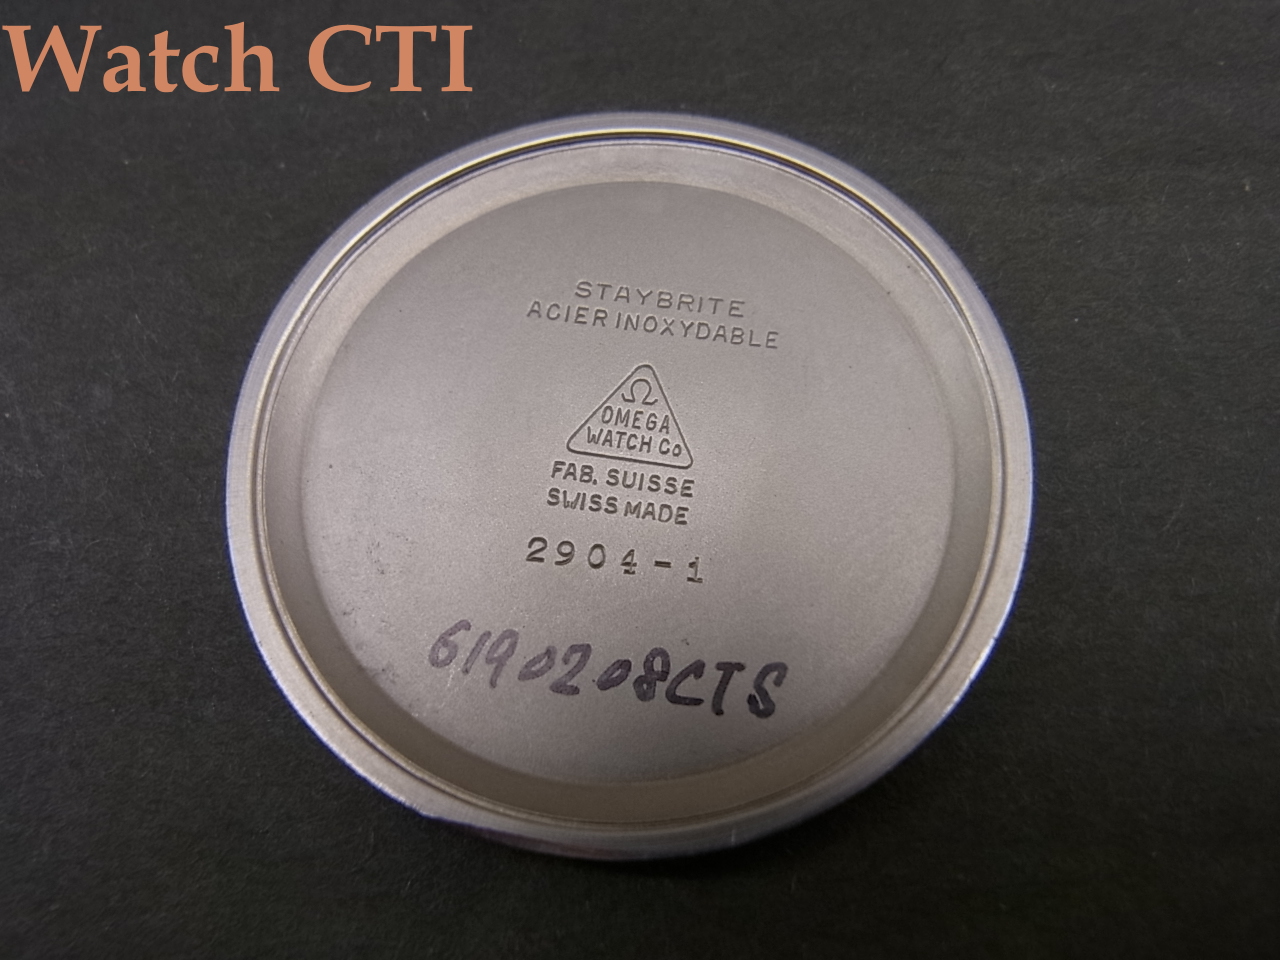 Watch CTI
STAYBRITE
ACIER INOXYDABLE
Ω
OMEGA
WATCH Co
FAB. SUISSE
SWISS MADE
2904-1
6190208CTS